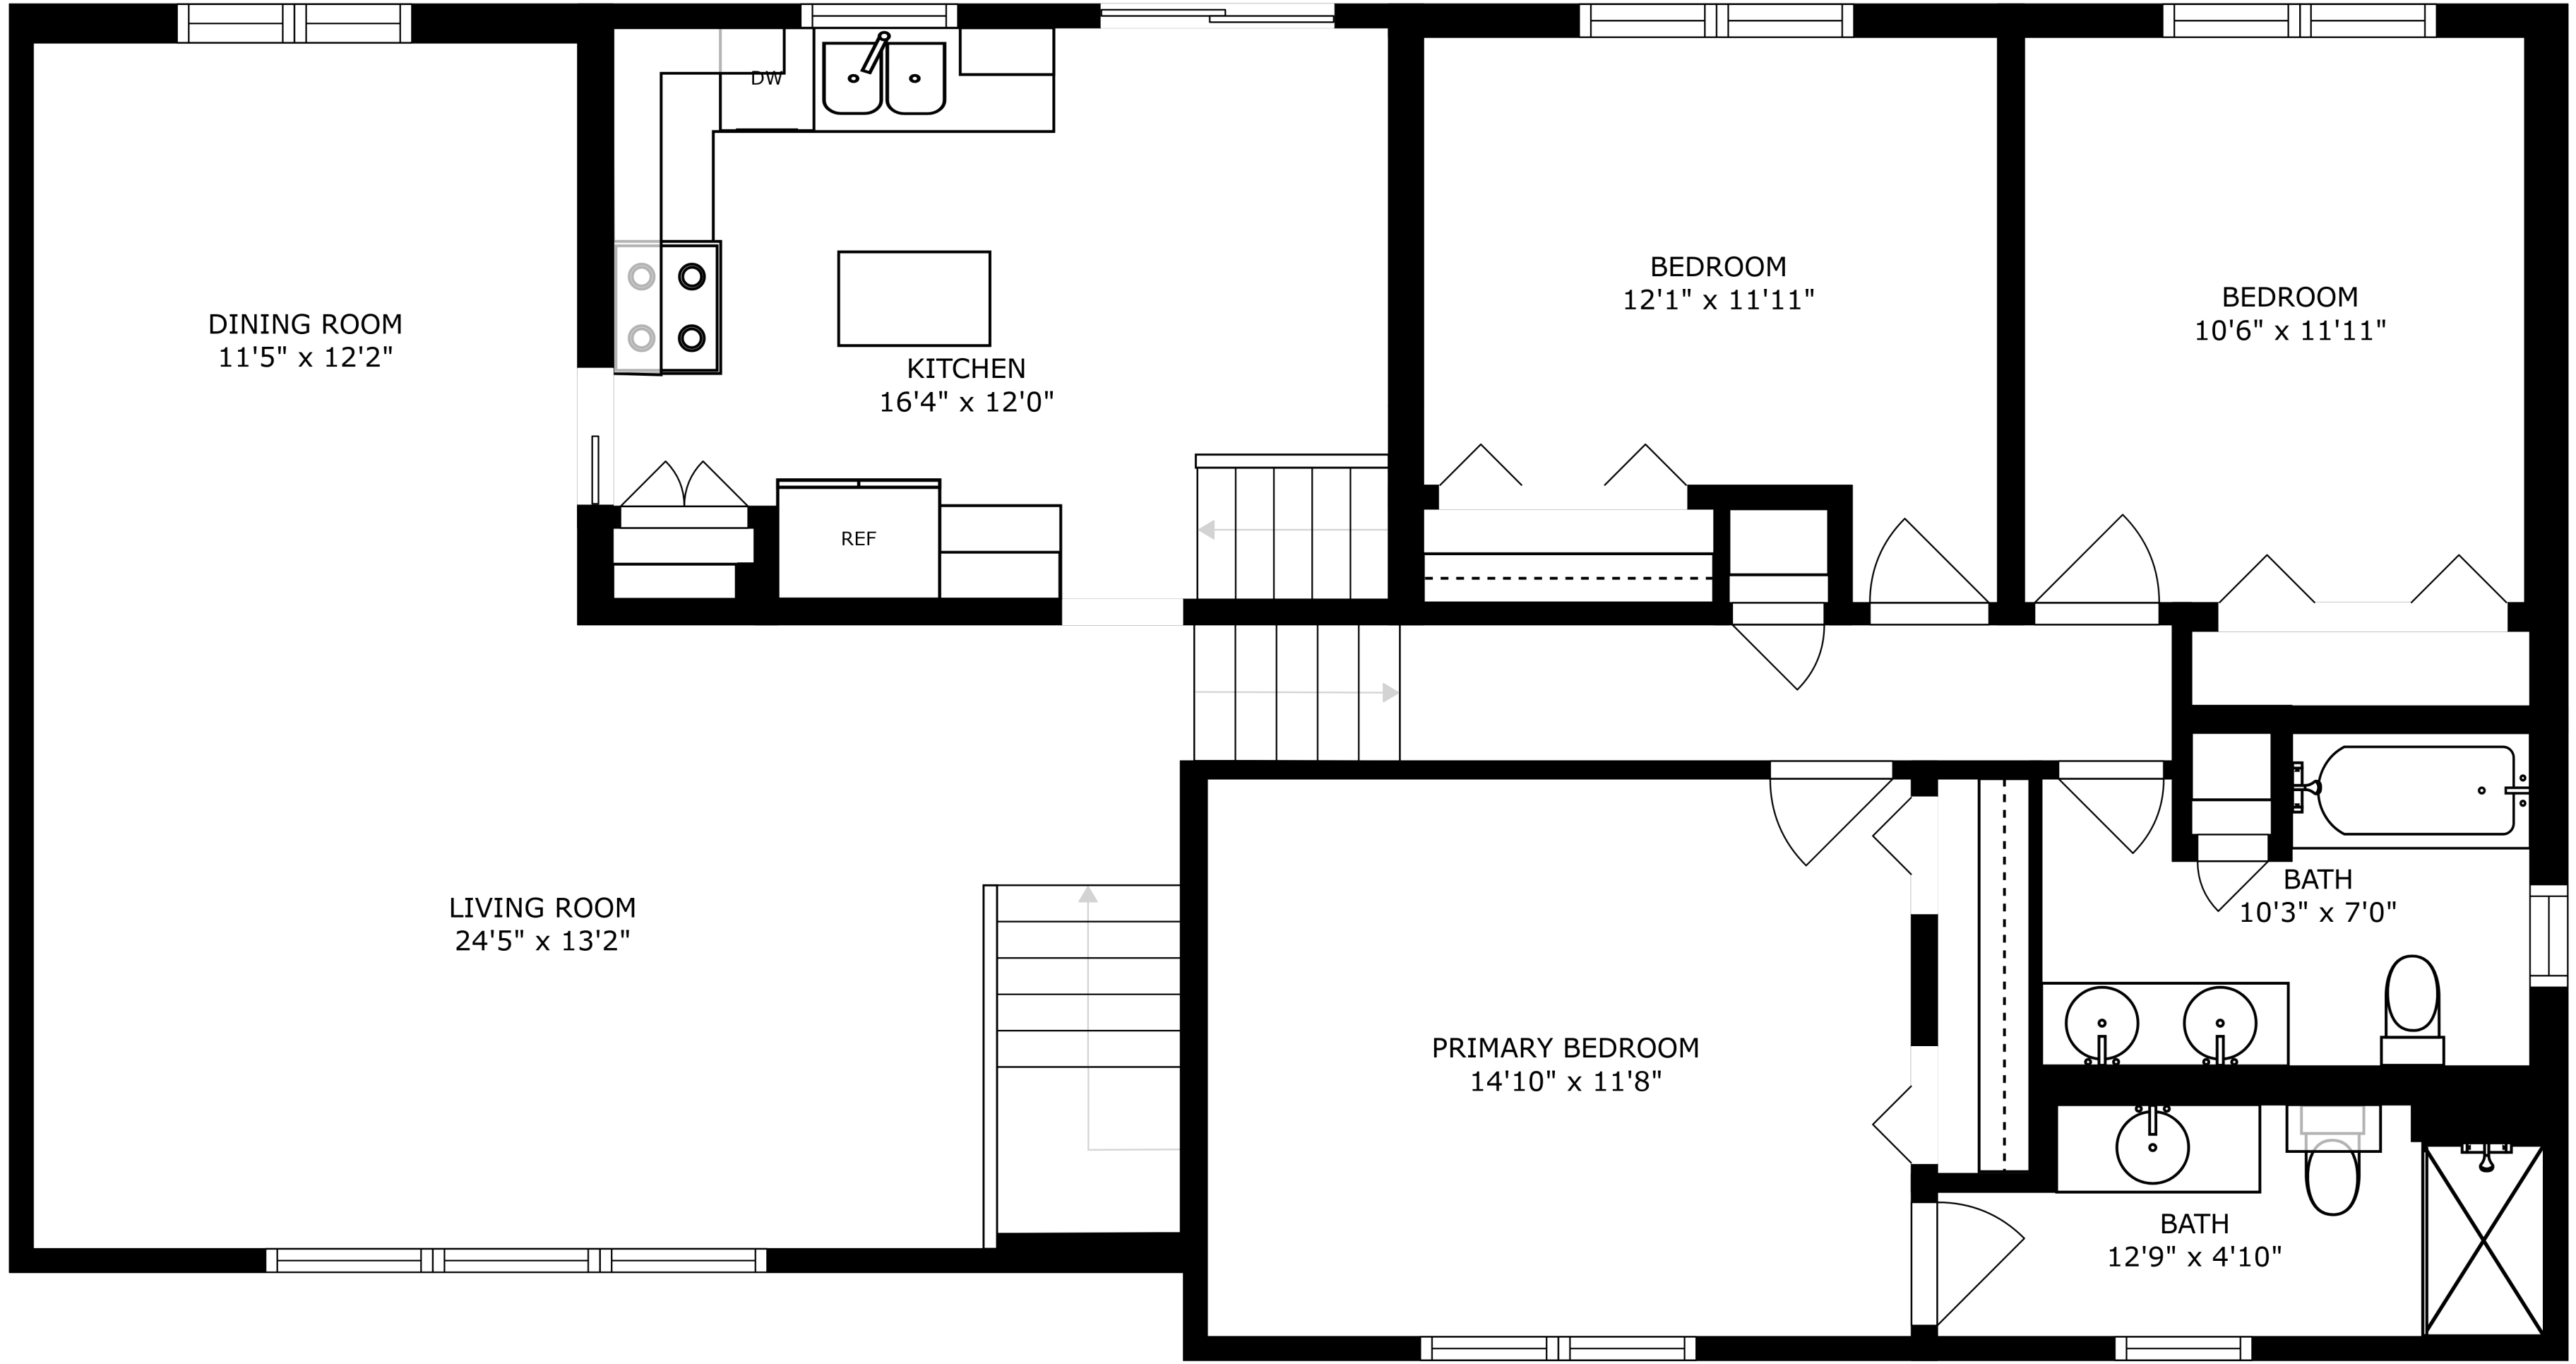 DW
BEDROOM
12'1" x 11'11"
BEDROOM
10'6" x 11'11"
DINING ROOM
11'5" x 12'2"
KITCHEN
16'4" x 12'0"
REF
BATH
10'3" x 7'0"
LIVING ROOM
24'5" x 13'2"
PRIMARY BEDROOM
14'10" x 11'8"
BATH
12'9" x 4'10"